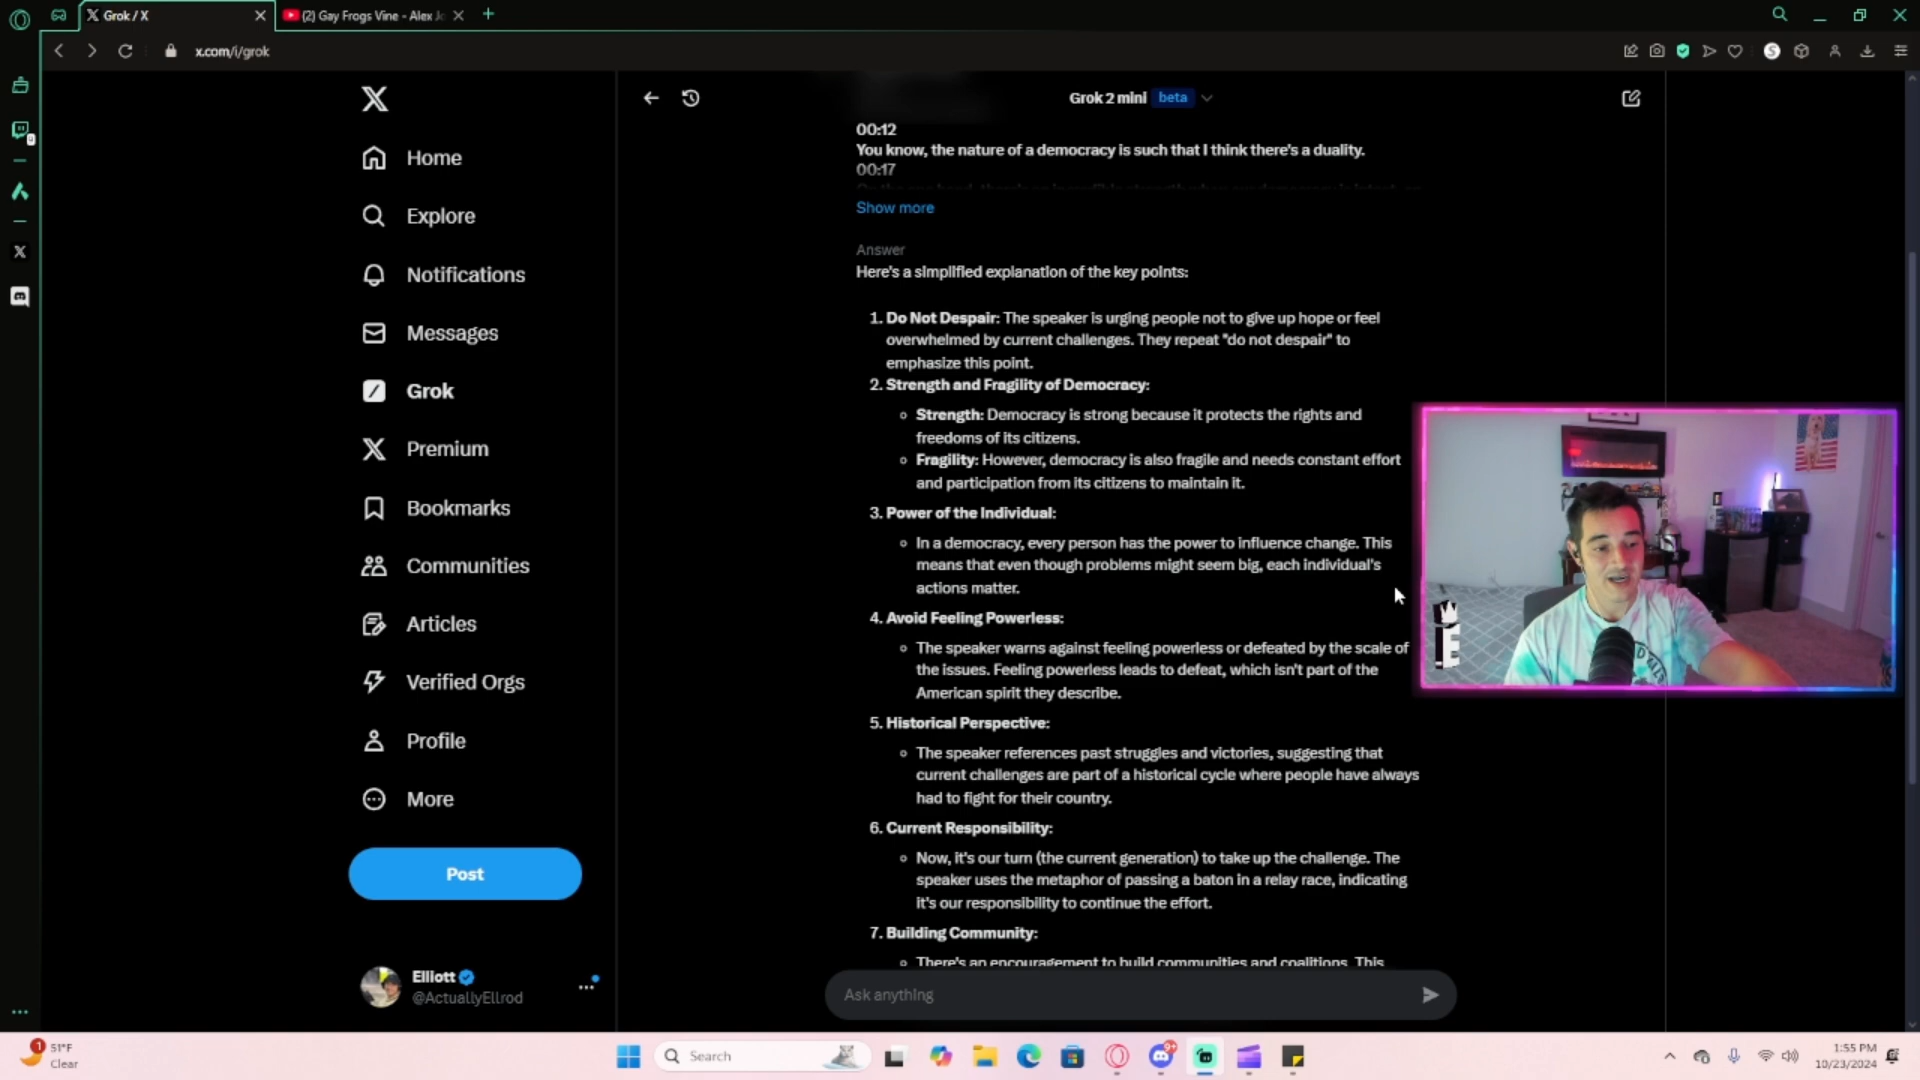 Grok / X
(2) Gay Frogs Vine - Alex Jo
x.com/i/grok
Home
Explore
Notifications
Messages
Grok
Premium
Bookmarks
Communities
Articles
Verified Orgs
Profile
More
Post
Elliott
@ActuallyEllrod
Grok 2 mini beta
00:12
You know, the nature of a democracy is such that I think there's a duality.
00:17
Show more
Answer
Here's a simplified explanation of the key points:
1. Do Not Despair: The speaker is urging people not to give up hope or feel
overwhelmed by current challenges. They repeat "do not despair" to
emphasize this point.
2. Strength and Fragility of Democracy:
Strength: Democracy is strong because it protects the rights and
freedoms of its citizens.
Fragility: However, democracy is also fragile and needs constant effort
and participation from its citizens to maintain it.
3. Power of the Individual:
In a democracy, every person has the power to influence change. This
means that even though problems might seem big, each individual's
actions matter.
4. Avoid Feeling Powerless:
The speaker warns against feeling powerless or defeated by the scale of
the issues. Feeling powerless leads to defeat, which isn't part of the
American spirit they describe.
5. Historical Perspective:
The speaker references past struggles and victories, suggesting that
current challenges are part of a historical cycle where people have always
had to fight for their country.
6. Current Responsibility:
Now, it's our turn (the current generation) to take up the challenge. The
speaker uses the metaphor of passing a baton in a relay race, indicating
it's our responsibility to continue the effort.
7. Building Community:
There's an encouragement to build communities and coalitions. This
Ask anything
E
1
51°F
Clear
Search
9+
1:55 PM
10/23/2024